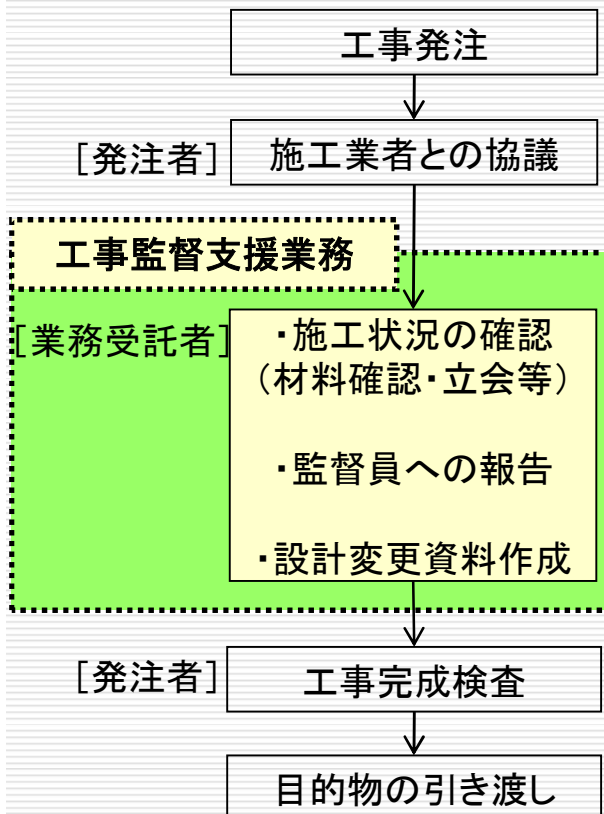 工事発注
[発注者]
施工業者との協議
工事監督支援業務
[業務受託者]
・施工状況の確認
（材料確認・立会等）
・監督員への報告
・設計変更資料作成
[発注者]
工事完成検査
目的物の引き渡し